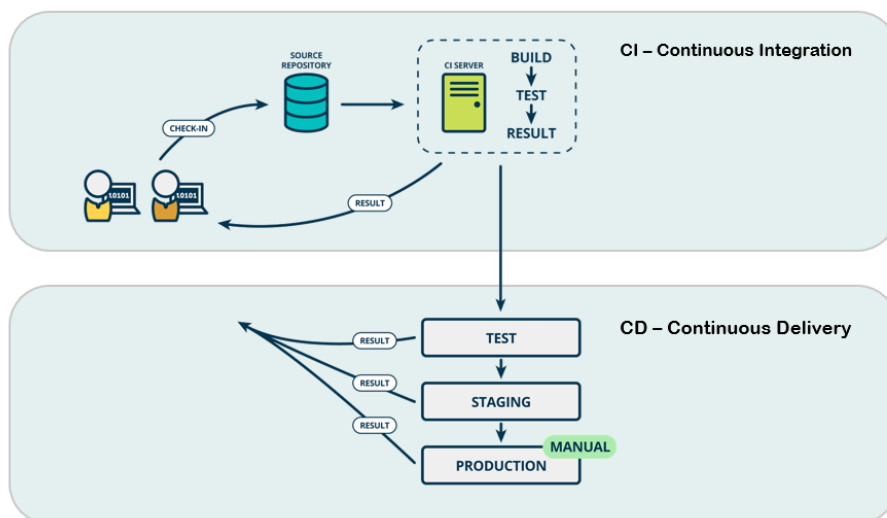 CI – Continuous Integration
SOURCE
REPOSITORY
CI SERVER
BUILD
TEST
RESULT
CHECK-IN
10101
10101
RESULT
CD – Continuous Delivery
TEST
RESULT
STAGING
RESULT
RESULT
MANUAL
PRODUCTION